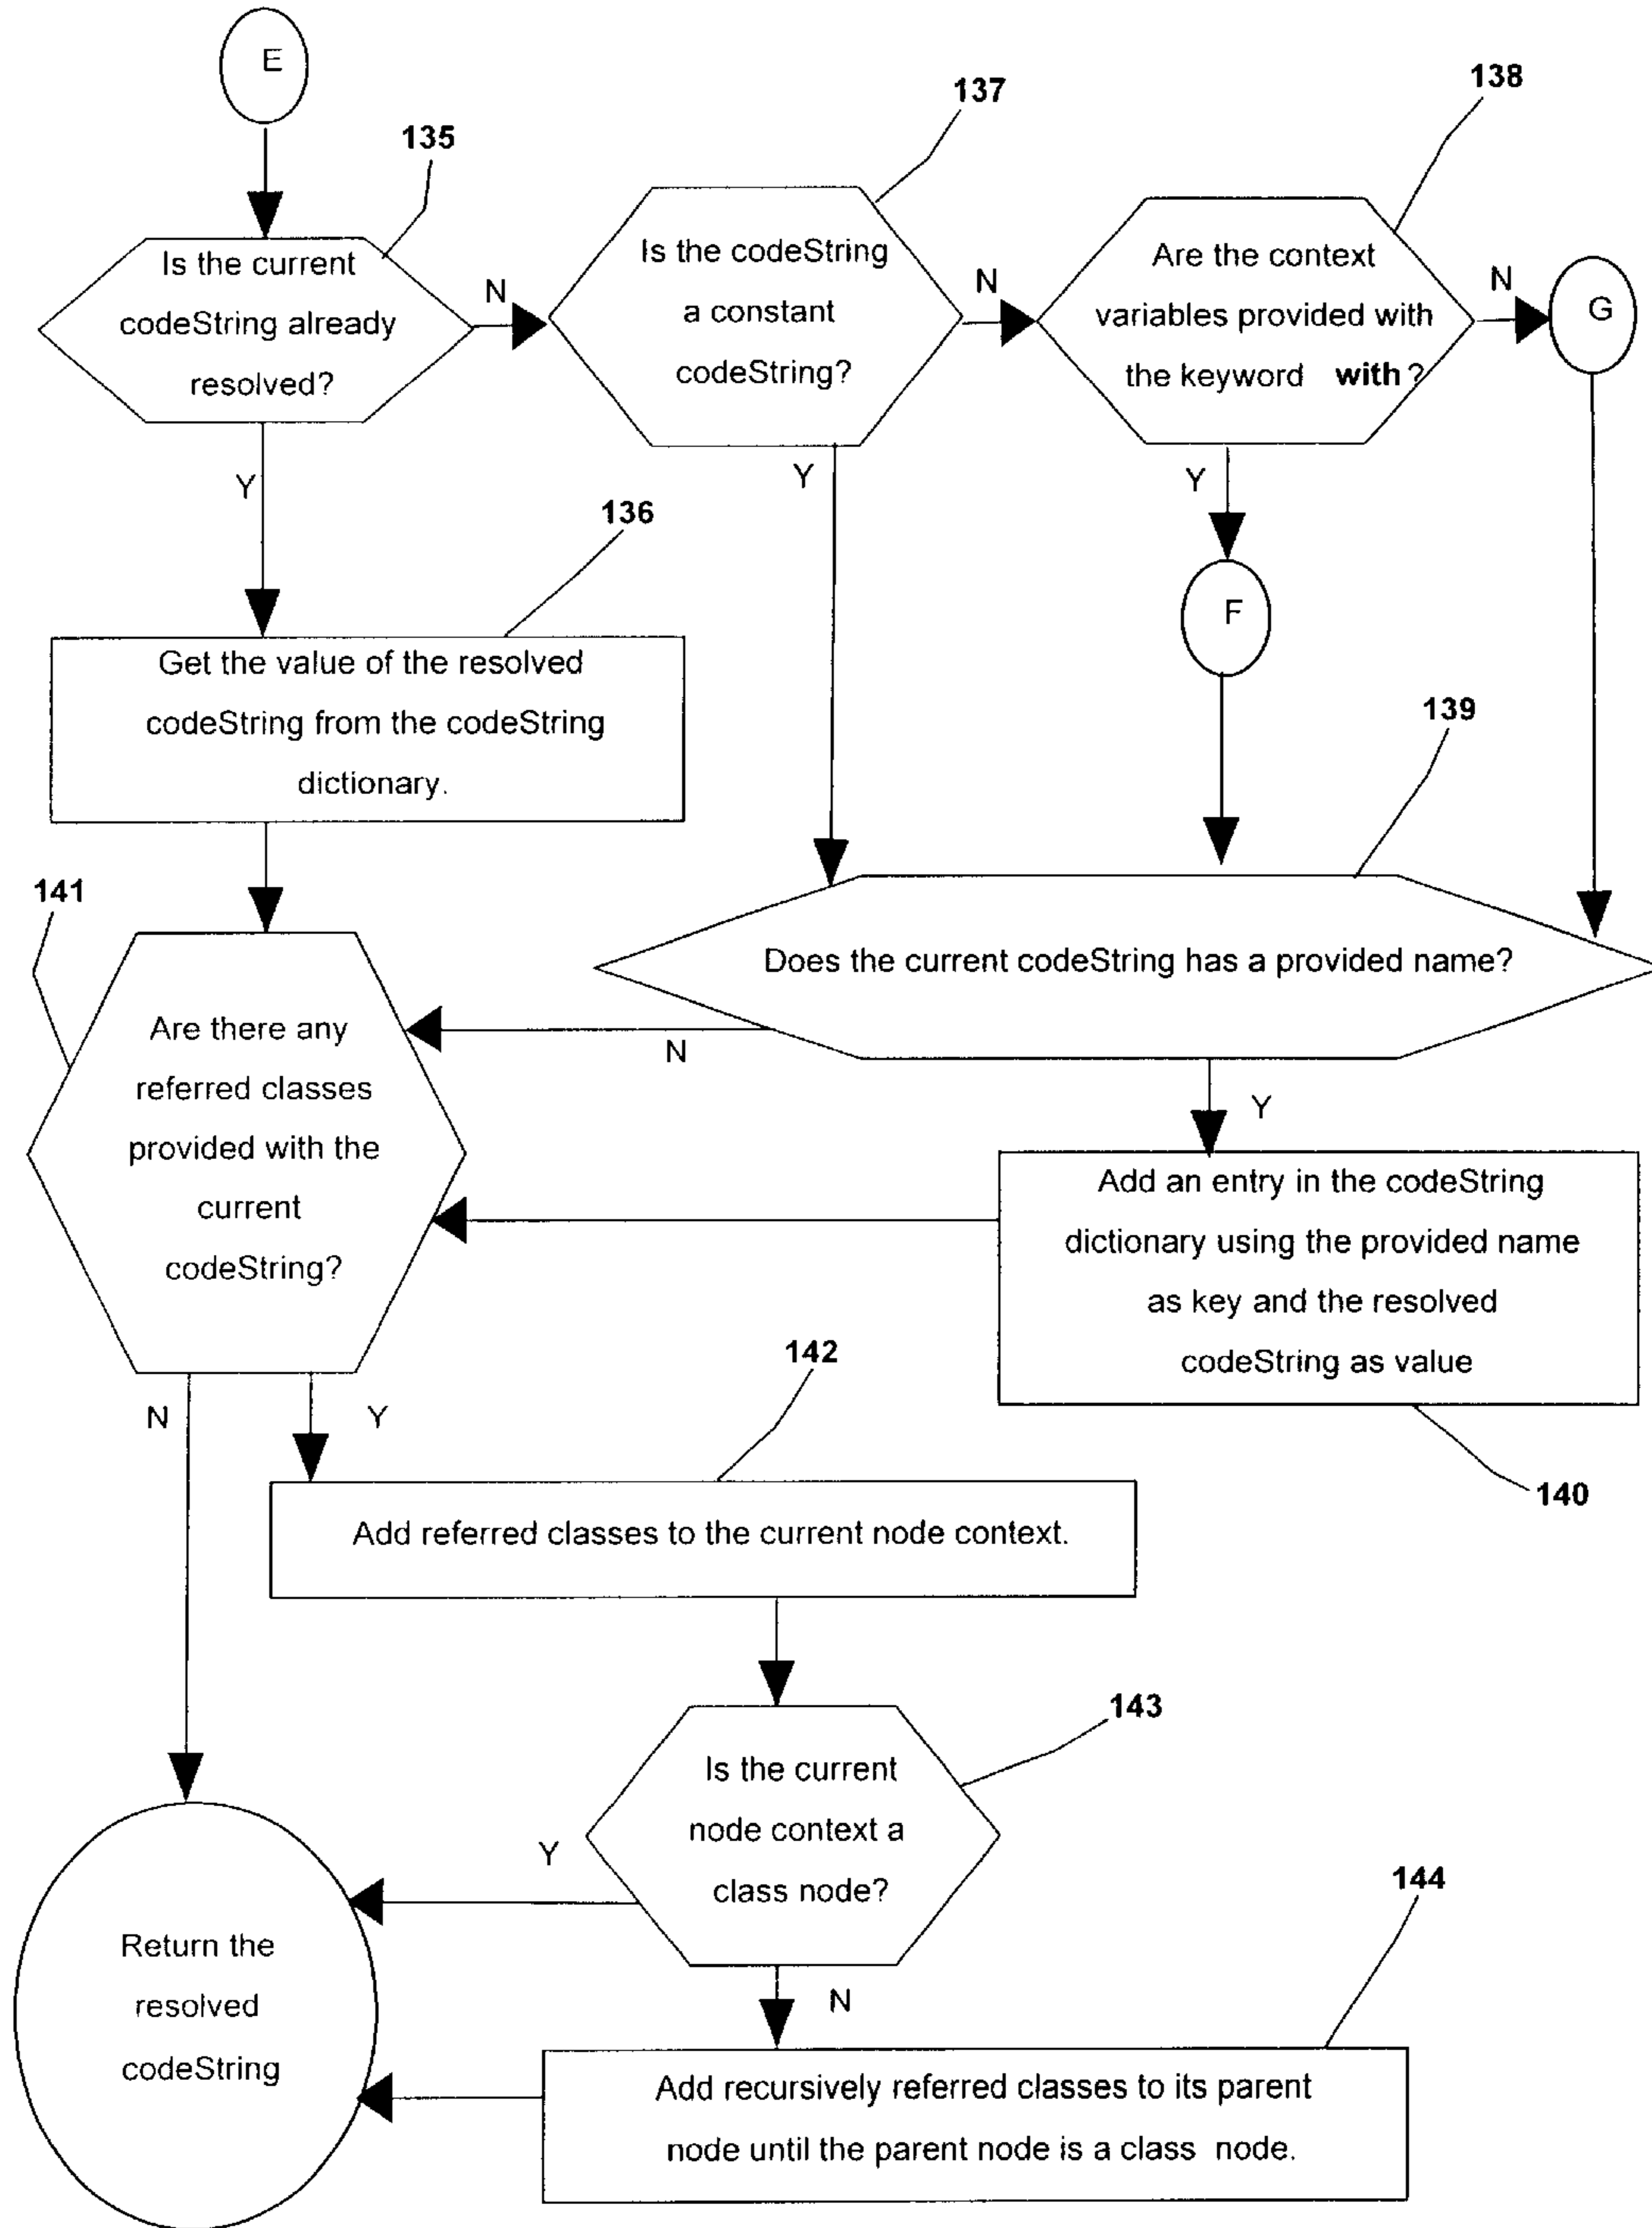 E
135
137
138
Is the current
codeString already
resolved?
N
Is the codeString
a constant
codeString?
N
Are the context
variables provided with
the keyword with?
N
G
Y
Y
Y
136
F
Get the value of the resolved
codeString from the codeString
dictionary.
139
141
Does the current codeString has a provided name?
N
Y
Are there any
referred classes
provided with the
current
codeString?
Add an entry in the codeString
dictionary using the provided name
as key and the resolved
codeString as value
140
N
Y
142
Add referred classes to the current node context.
143
Is the current
node context a
class node?
Y
N
144
Return the
resolved
codeString
Add recursively referred classes to its parent
node until the parent node is a class node.